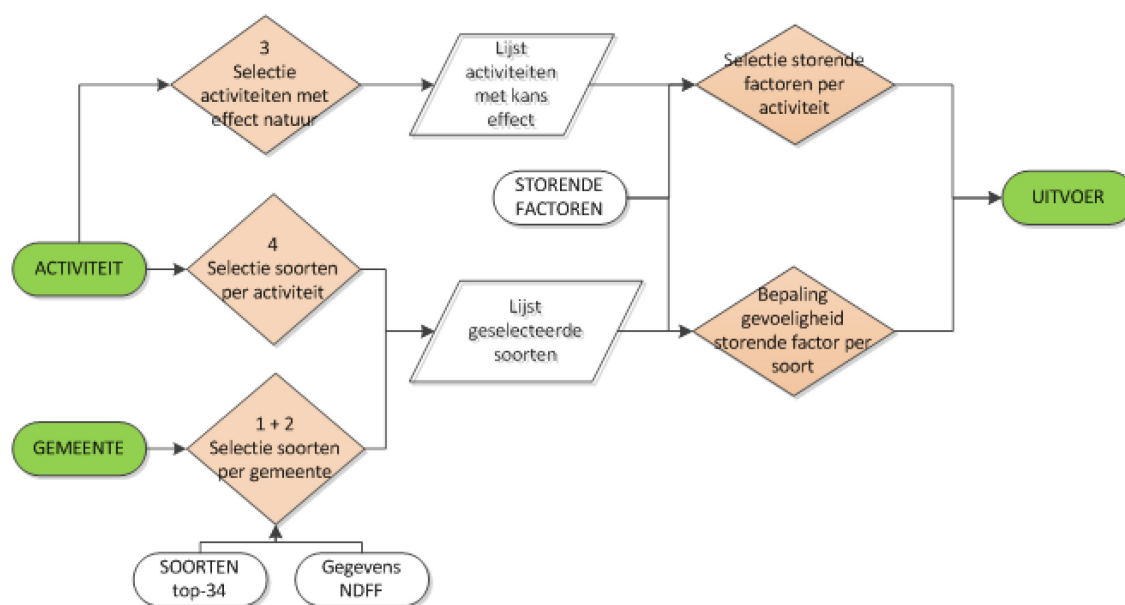 3
Selectie
activiteiten met
effect natuur
Lijst
activiteiten
met kans
effect
Selectie storende
factoren per
activiteit
STORENDE
FACTOREN
UITVOER
ACTIVITEIT
4
Selectie soorten
per activiteit
Lijst
geselecteerde
soorten
Bepaling
gevoeligheid
storende factor per
soort
GEMEENTE
1 + 2
Selectie soorten
per gemeente
SOORTEN
top-34
Gegevens
NDFF